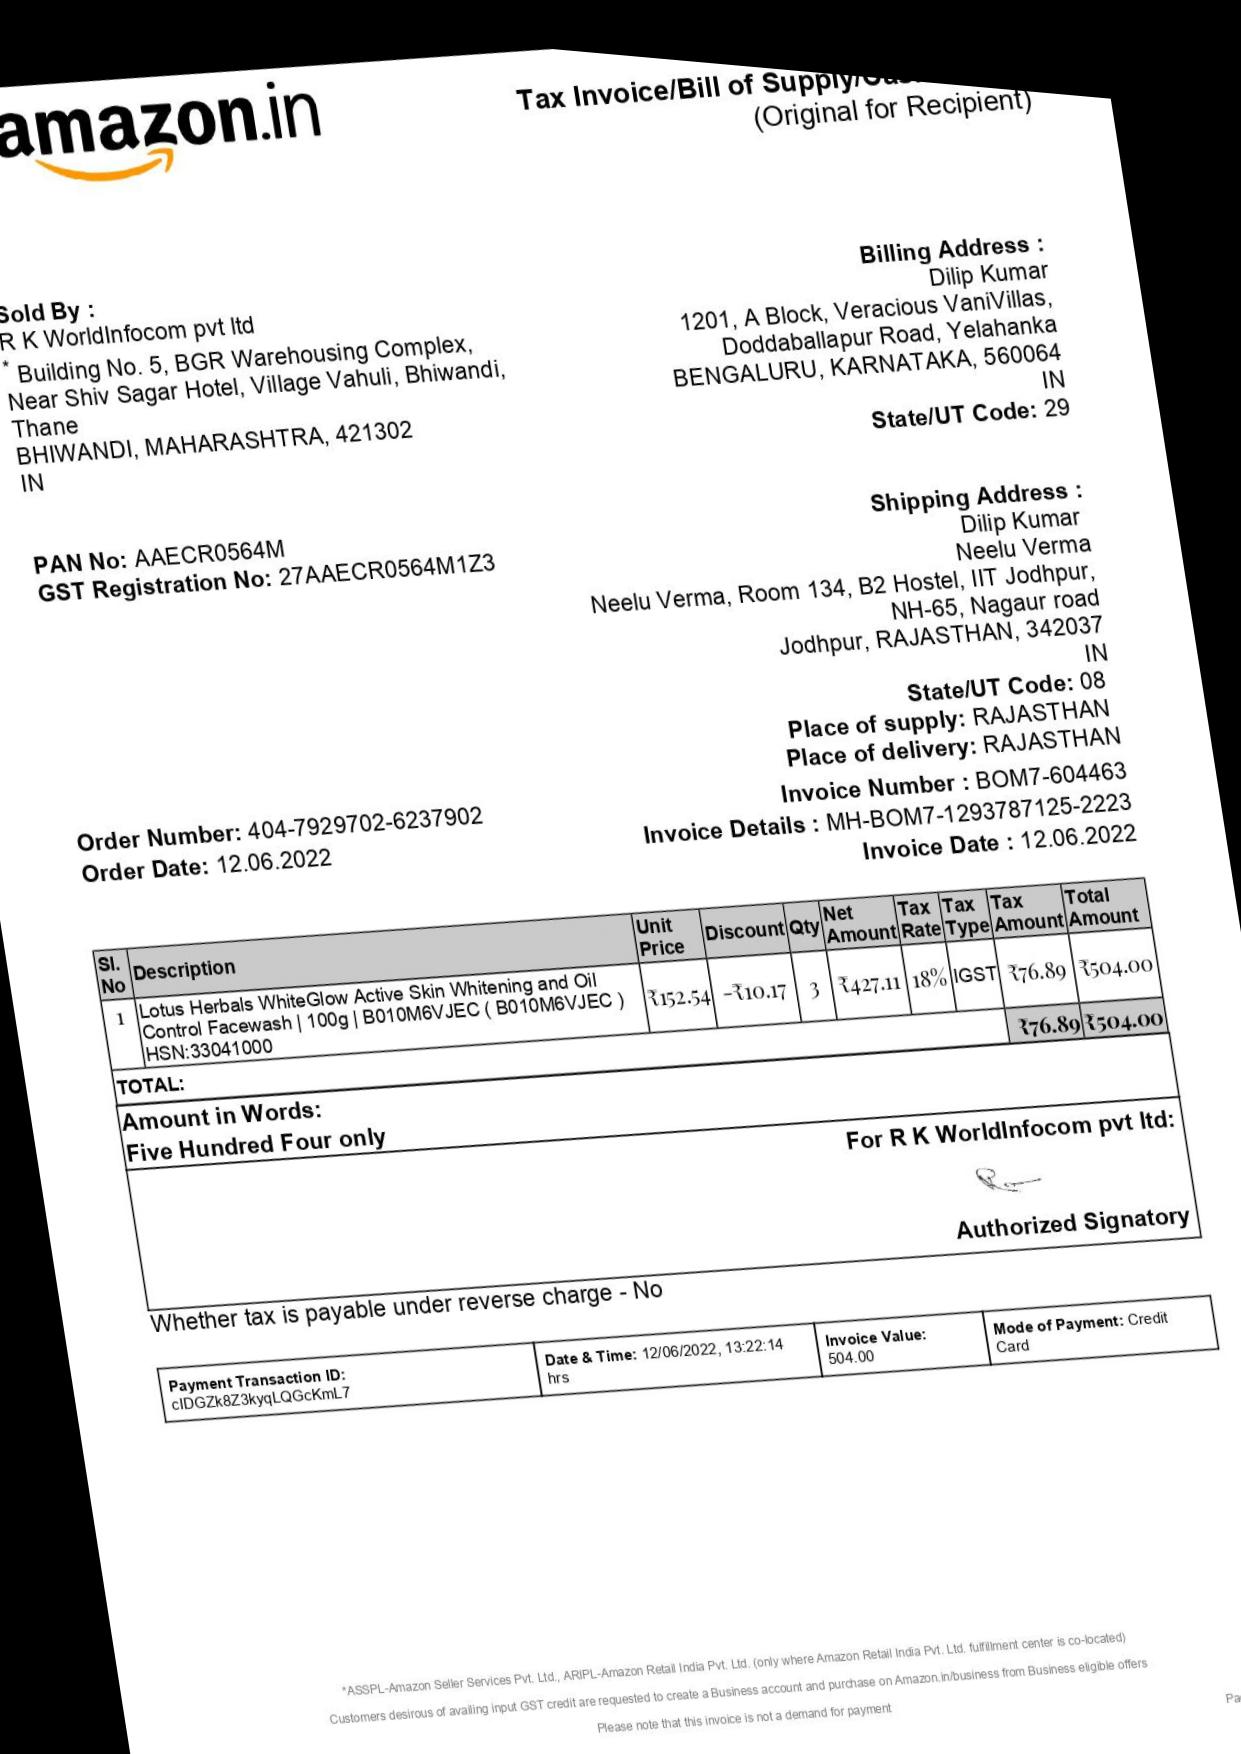 amazon.in
Tax Invoice/Bill of Supply/
(Original for Recipient)
Sold By :
R K WorldInfocom pvt ltd
* Building No. 5, BGR Warehousing Complex,
Near Shiv Sagar Hotel, Village Vahuli, Bhiwandi,
Thane
BHIWANDI, MAHARASHTRA, 421302
IN
PAN No: AAECR0564M
GST Registration No: 27AAECR0564M1Z3
Billing Address :
Dilip Kumar
1201, A Block, Veracious VaniVillas,
Doddaballapur Road, Yelahanka
BENGALURU, KARNATAKA, 560064
IN
State/UT Code: 29
Shipping Address :
Dilip Kumar
Neelu Verma
Neelu Verma, Room 134, B2 Hostel, IIT Jodhpur,
NH-65, Nagaur road
Jodhpur, RAJASTHAN, 342037
IN
State/UT Code: 08
Place of supply: RAJASTHAN
Place of delivery: RAJASTHAN
Order Number: 404-7929702-6237902
Order Date: 12.06.2022
Invoice Number : BOM7-604463
Invoice Details : MH-BOM7-1293787125-2223
Invoice Date : 12.06.2022
Sl. No Description Unit Price Discount Qty Net Amount Tax Rate Tax Type Tax Amount Total Amount
1 Lotus Herbals WhiteGlow Active Skin Whitening and Oil ₹152.54 -₹10.17 3 ₹427.11 18% IGST ₹76.89 ₹504.00
Control Facewash | 100g | B010M6VJEC ( B010M6VJEC )
HSN:33041000
TOTAL: ₹76.89 ₹504.00
Amount in Words:
Five Hundred Four only
For R K WorldInfocom pvt ltd:
Authorized Signatory
Whether tax is payable under reverse charge - No
Payment Transaction ID:
cIDGZk8Z3kyqLQGcKmL7
Date & Time: 12/06/2022, 13:22:14
hrs
Invoice Value:
504.00
Mode of Payment: Credit
Card
*ASSPL-Amazon Seller Services Pvt. Ltd., ARIPL-Amazon Retail India Pvt. Ltd. (only where Amazon Retail India Pvt. Ltd. fulfillment center is co-located)
Customers desirous of availing input GST credit are requested to create a Business account and purchase on Amazon.in/business from Business eligible offers
Please note that this invoice is not a demand for payment